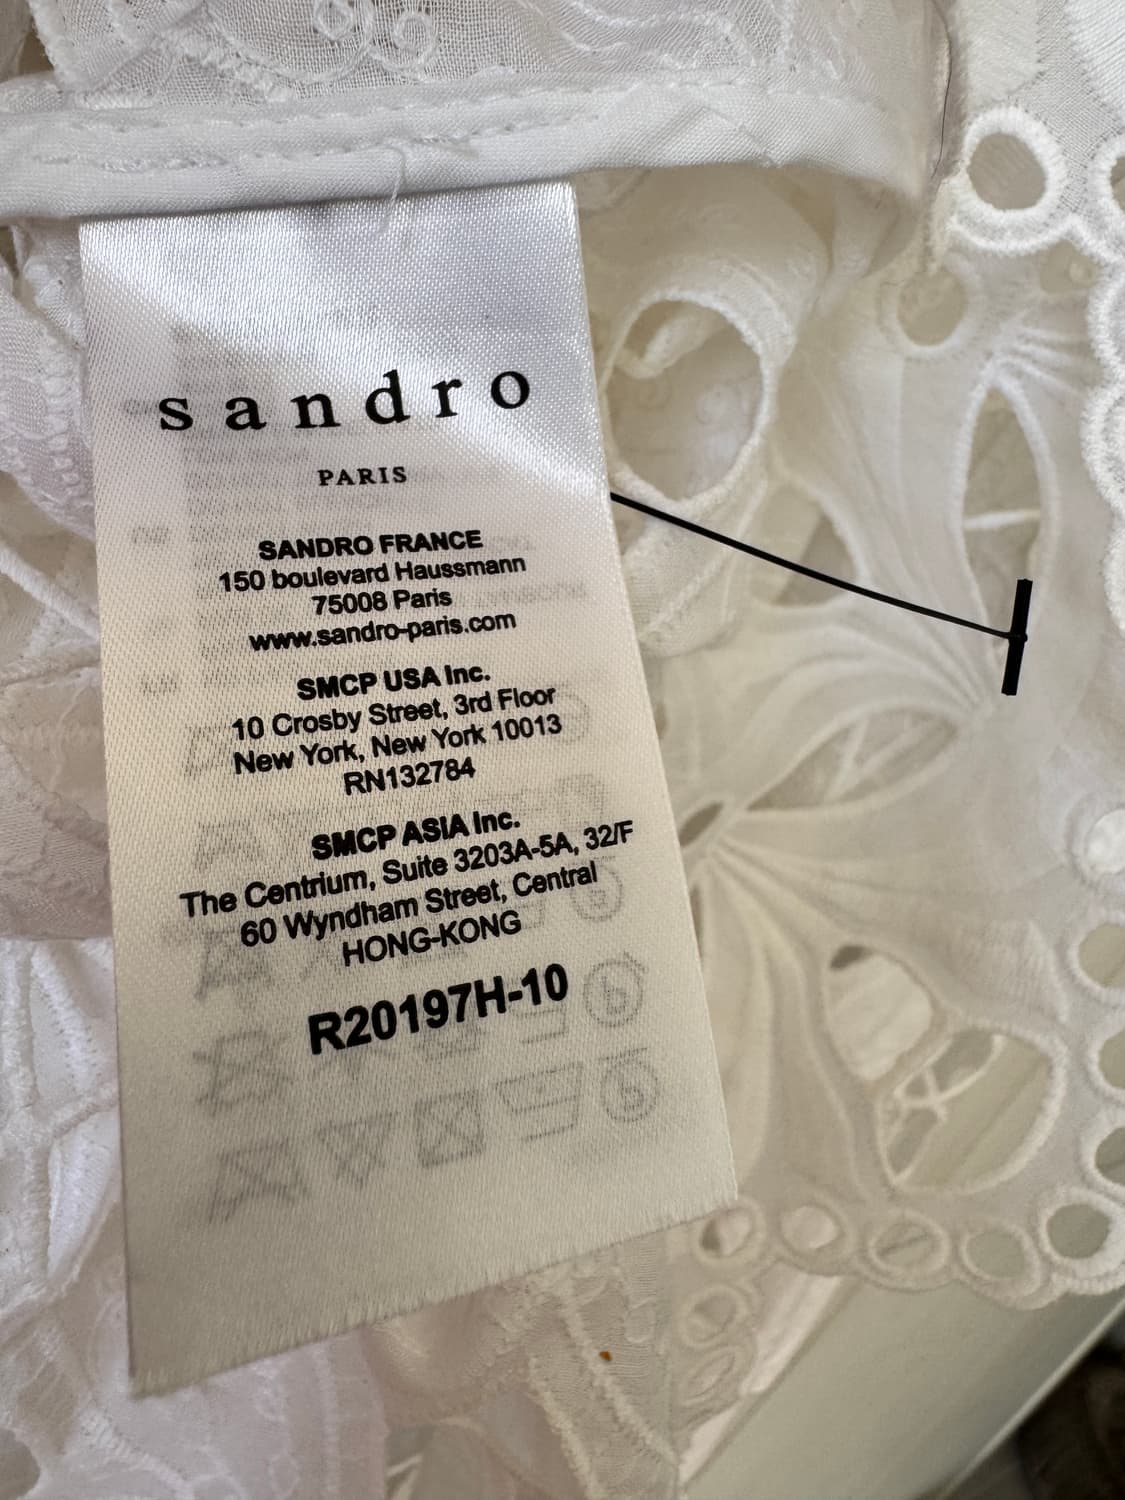 sandro
PARIS
SANDRO FRANCE
150 boulevard Haussmann
75008 Paris
www.sandro-paris.com
SMCP USA Inc.
10 Crosby Street, 3rd Floor
New York, New York 10013
RN132784
SMCP ASIA Inc.
The Centrium, Suite 3203A-5A, 32/F
60 Wyndham Street, Central
HONG-KONG
R20197H-10